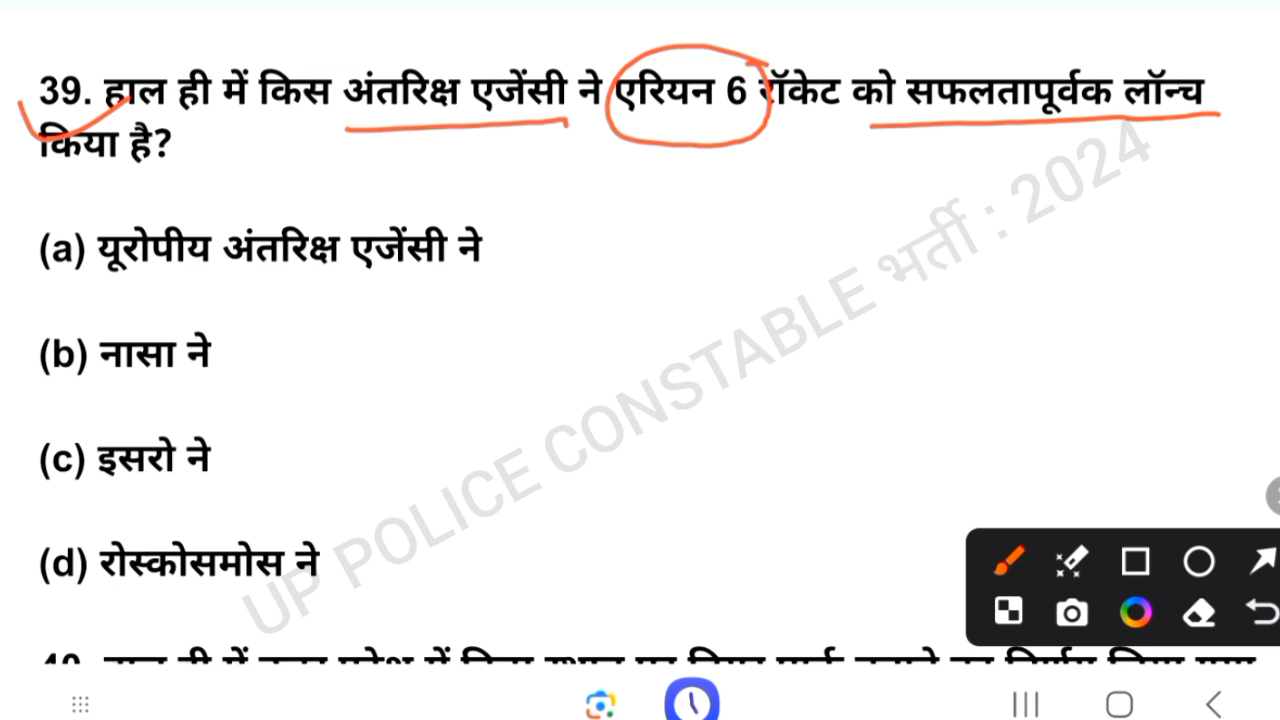 39. हाल ही में किस अंतरिक्ष एजेंसी ने एरियन 6 रॉकेट को सफलतापूर्वक लॉन्च
किया है?
(a) यूरोपीय अंतरिक्ष एजेंसी ने
(b) नासा ने
(c) इसरो ने
(d) रोस्कोसमोस ने
UP POLICE CONSTABLE भर्ती : 2024